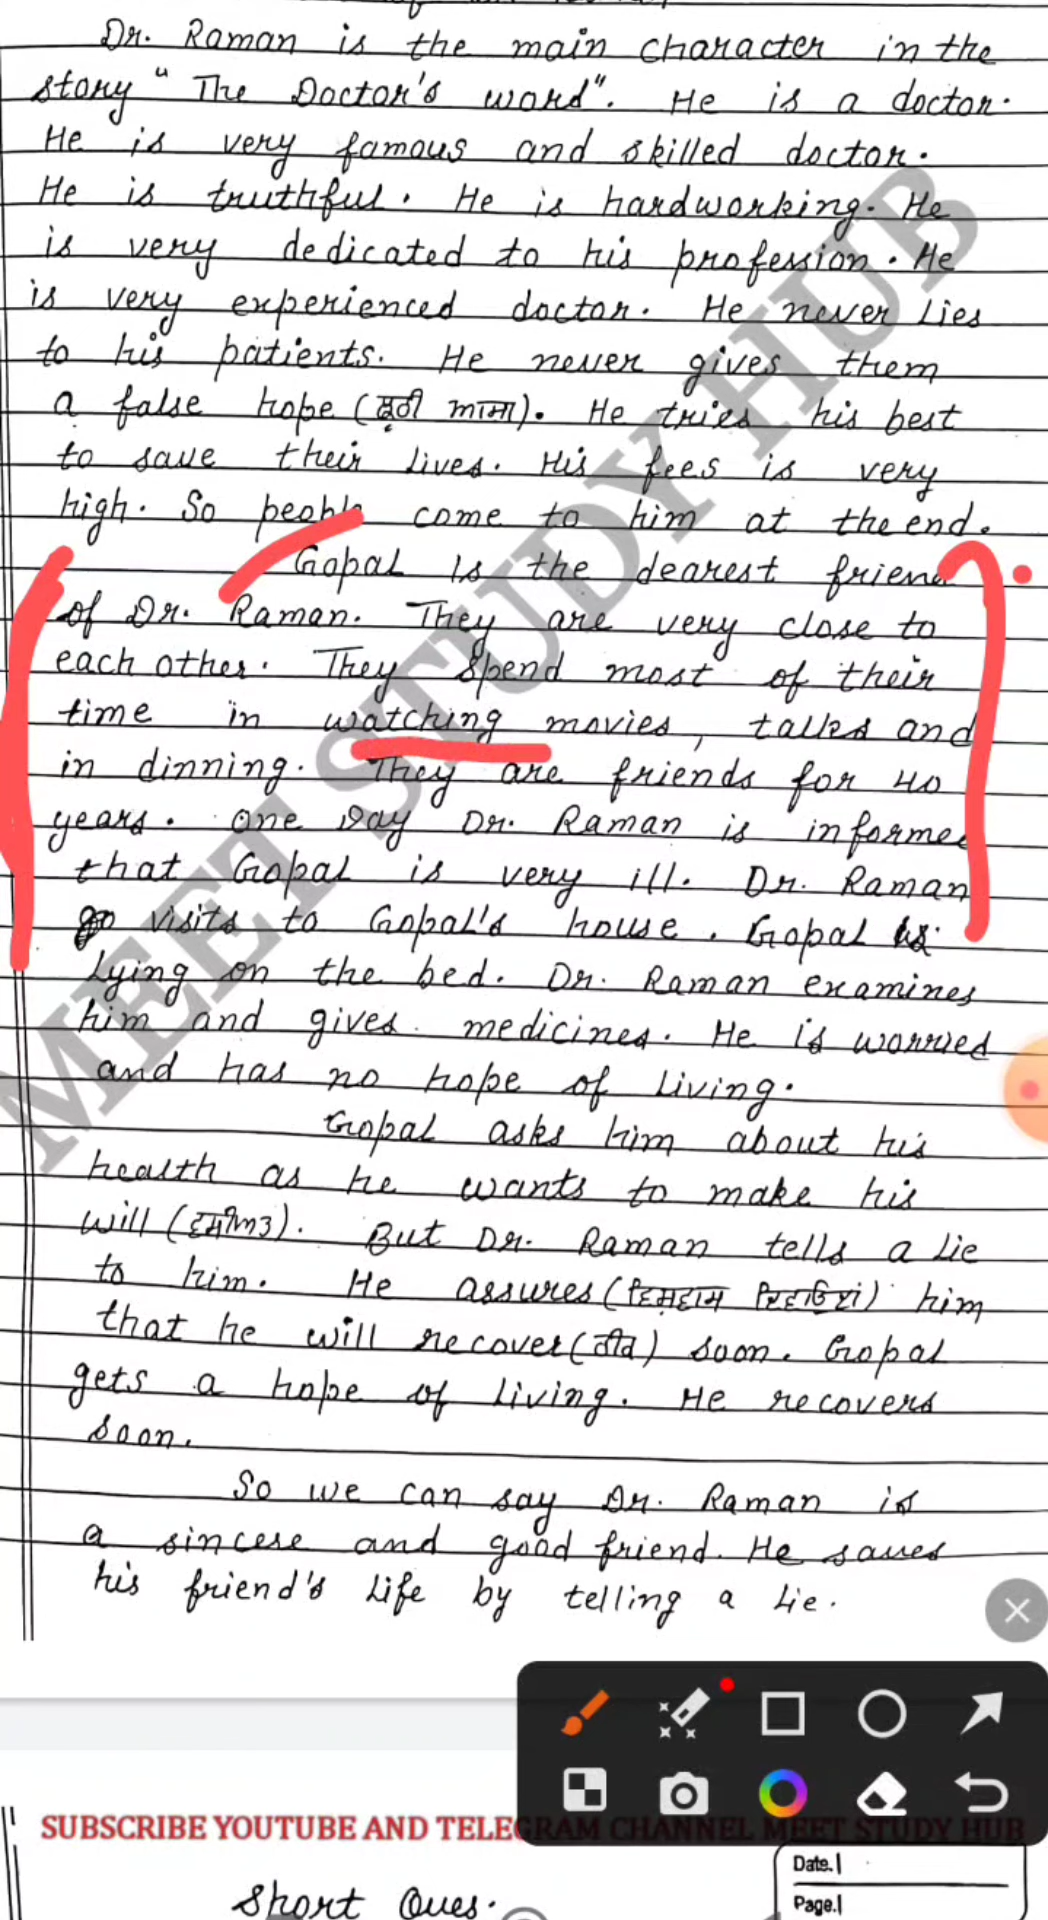 Dr. Raman is the main character in the
story "The Doctor's word". He is a doctor.
He is very famous and skilled doctor.
He is truthful. He is hardworking. He
is very dedicated to his profession. He
is very experienced doctor. He never lies
to his patients. He never gives them
a false hope (ਝੂਠੀ ਆਸ). He tries his best
to save their lives. His fees is very
high. So people come to him at the end.
Gopal is the dearest friend
of Dr. Raman. They are very close to
each other. They spend most of their
time in watching movies, talks and
in dinning. They are friends for 40
years. One day Dr. Raman is informed
that Gopal is very ill. Dr. Raman
visits to Gopal's house. Gopal is
lying on the bed. Dr. Raman examines
him and gives medicines. He is worried
and has no hope of living.
Gopal asks him about his
health as he wants to make his
will (ਵਸੀਅਤ). But Dr. Raman tells a lie
to him. He assures (ਵਿਸ਼ਵਾਸ) him
that he will recover (ਠੀਕ) soon. Gopal
gets a hope of living. He recovers
soon.
So we can say Dr. Raman is
a sincere and good friend. He saves
his friend's life by telling a lie.
MEET STUDY HUB
SUBSCRIBE YOUTUBE AND TELEGRAM CHANNEL MEET STUDY HUB
Date.
Page.
Short Ques.